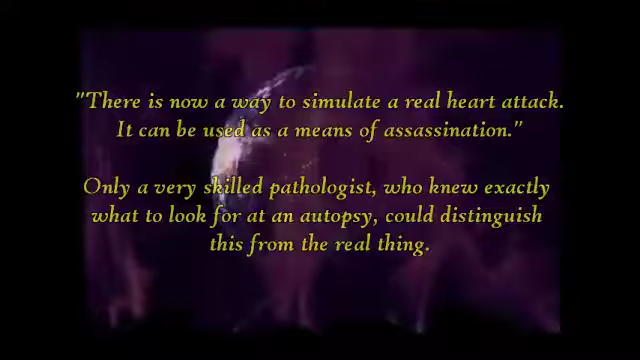 "There is now a way to simulate a real heart attack.
It can be used as a means of assassination."
Only a very skilled pathologist, who knew exactly
what to look for at an autopsy, could distinguish
this from the real thing.